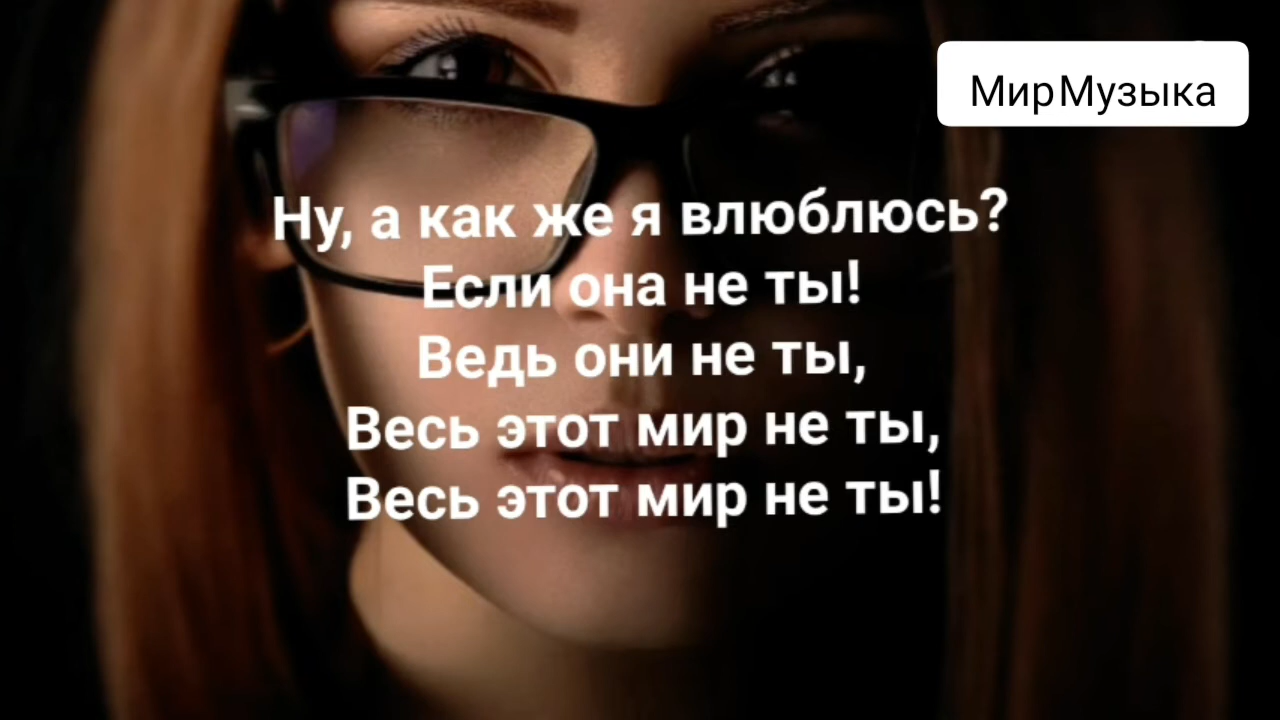 МирМузыка
Ну, а как же я влюблюсь?
Если она не ты!
Ведь они не ты,
Весь этот мир не ты,
Весь этот мир не ты!